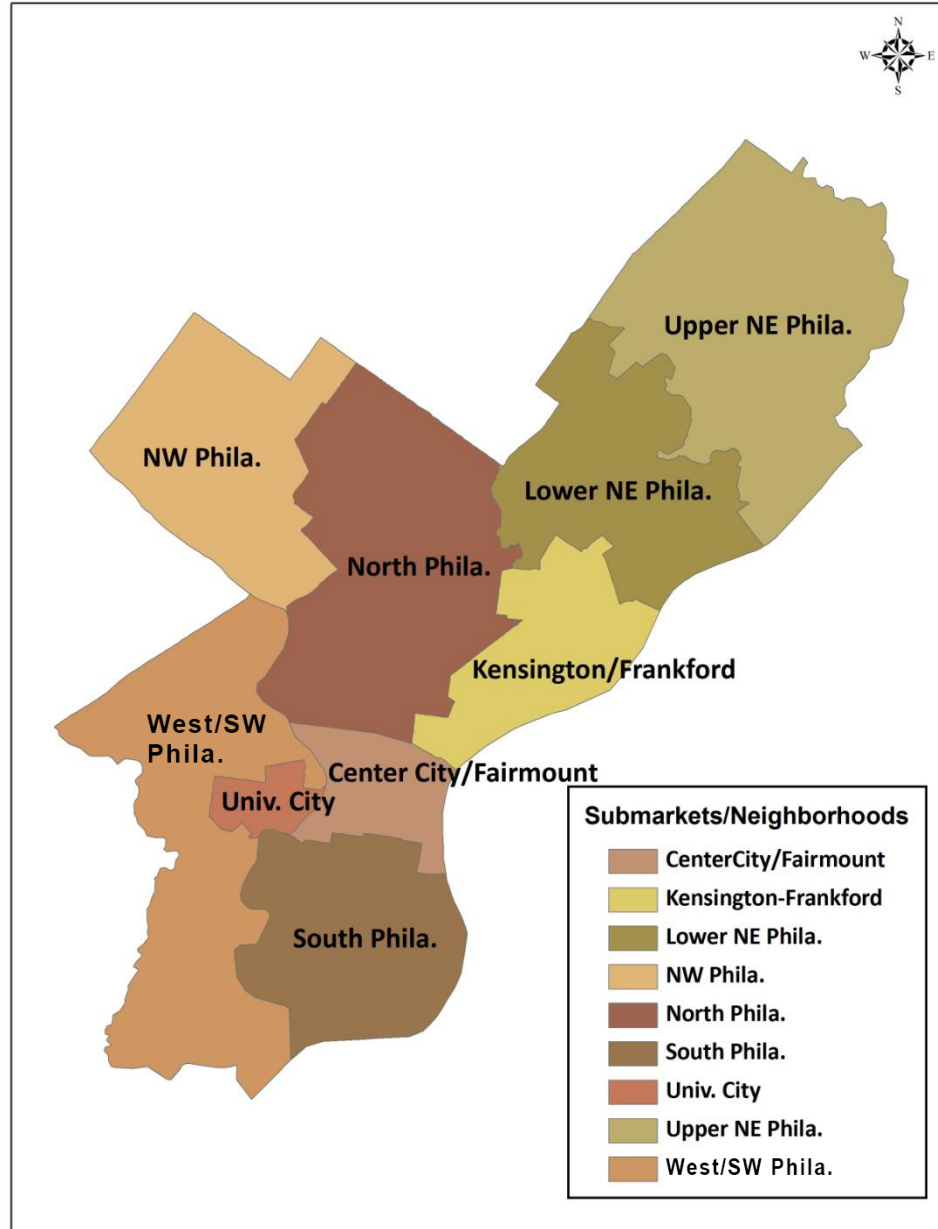 N
W E
S
Upper NE Phila.
NW Phila.
Lower NE Phila.
North Phila.
Kensington/Frankford
West/SW
Phila.
Center City/Fairmount
Univ. City
South Phila.
Submarkets/Neighborhoods
CenterCity/Fairmount
Kensington-Frankford
Lower NE Phila.
NW Phila.
North Phila.
South Phila.
Univ. City
Upper NE Phila.
West/SW Phila.